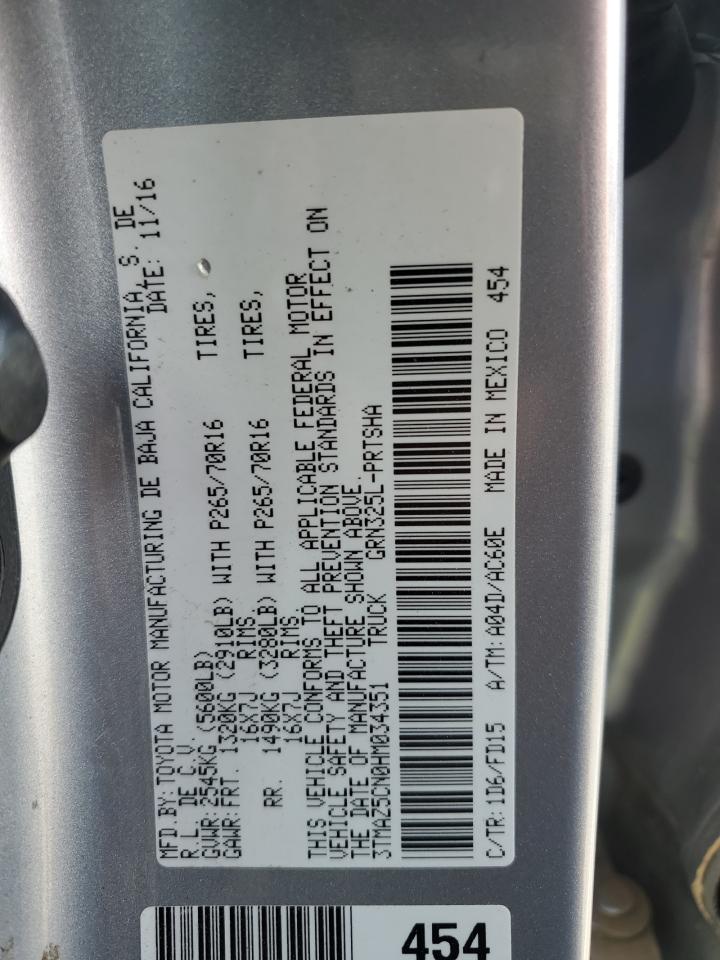 MFD.BY: TOYOTA MOTOR MANUFACTURING DE BAJA CALIFORNIA, S. DE
R.L. DE C.V. DATE: 11/16
GVWR: 2545KG (5600LB)
GAWR: FRT. 1320KG (2910LB) WITH P265/70R16 TIRES,
16X7J RIMS
RR. 1490KG (3280LB) WITH P265/70R16 TIRES,
16X7J RIMS.
THIS VEHICLE CONFORMS TO ALL APPLICABLE FEDERAL MOTOR
VEHICLE SAFETY AND THEFT PREVENTION STANDARDS IN EFFECT ON
THE DATE OF MANUFACTURE SHOWN ABOVE.
3TMAZ5CN0HM034351 TRUCK GRN325L-PRTSHA
C/TR: 1D6/FD15 A/TM: A04D/AC60E MADE IN MEXICO 454
454